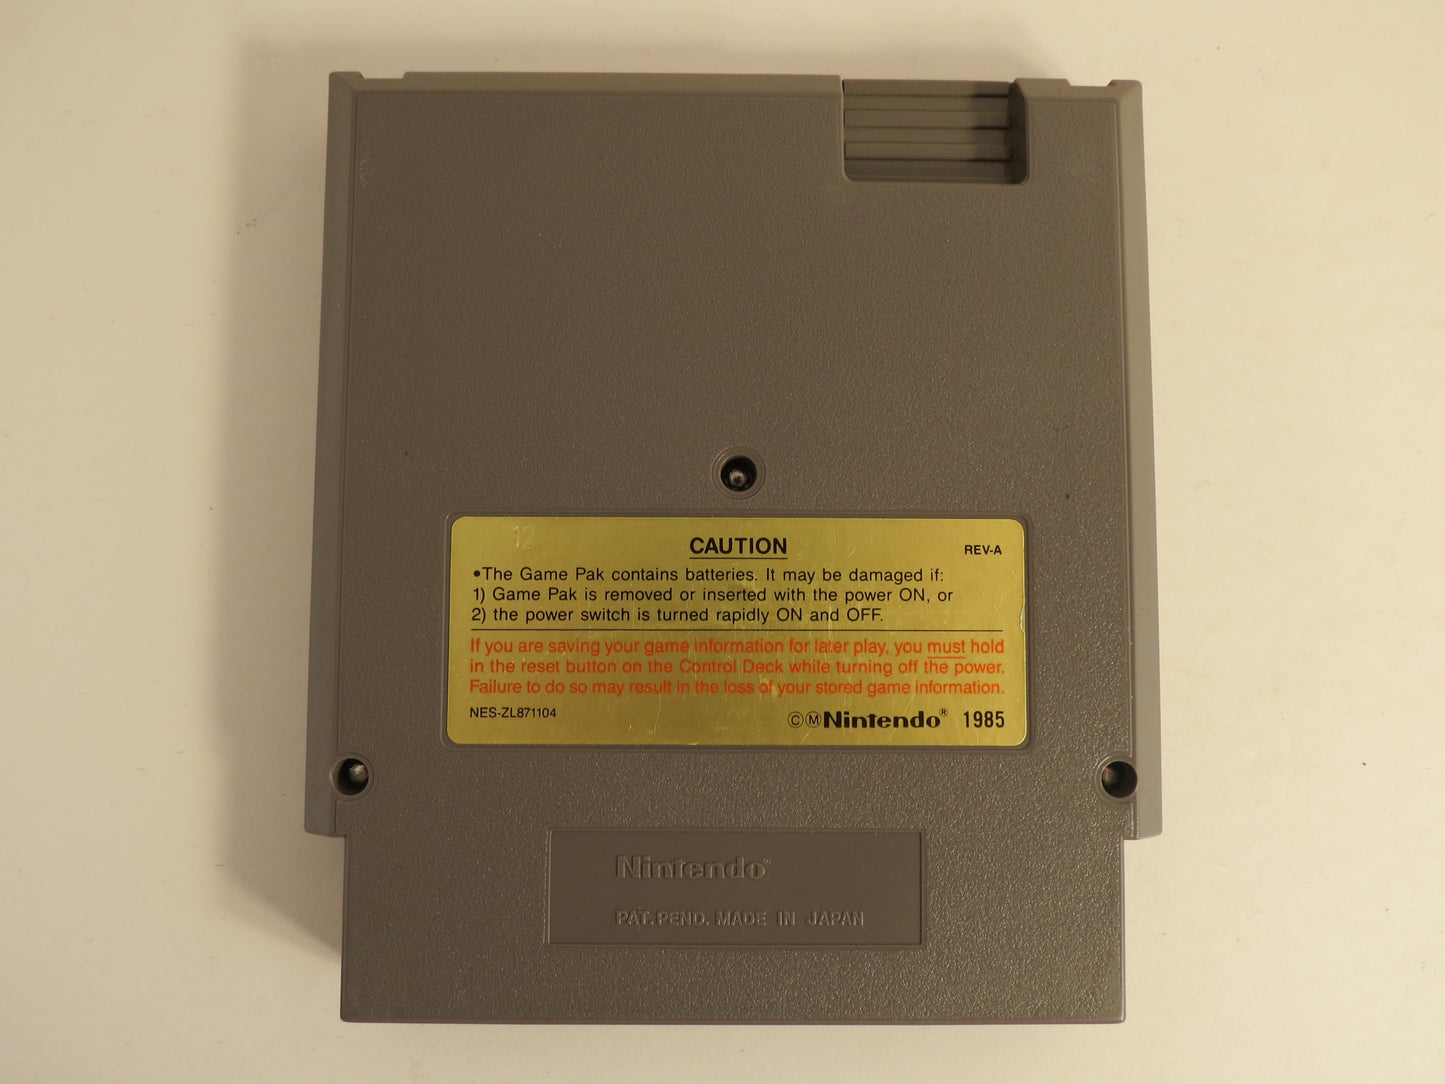 12
CAUTION
REV-A
•The Game Pak contains batteries. It may be damaged if:
1) Game Pak is removed or inserted with the power ON, or
2) the power switch is turned rapidly ON and OFF.
If you are saving your game information for later play, you must hold
in the reset button on the Control Deck while turning off the power.
Failure to do so may result in the loss of your stored game information.
NES-ZL871104
ⒸⓂNintendo® 1985
Nintendo®
PAT.PEND. MADE IN JAPAN